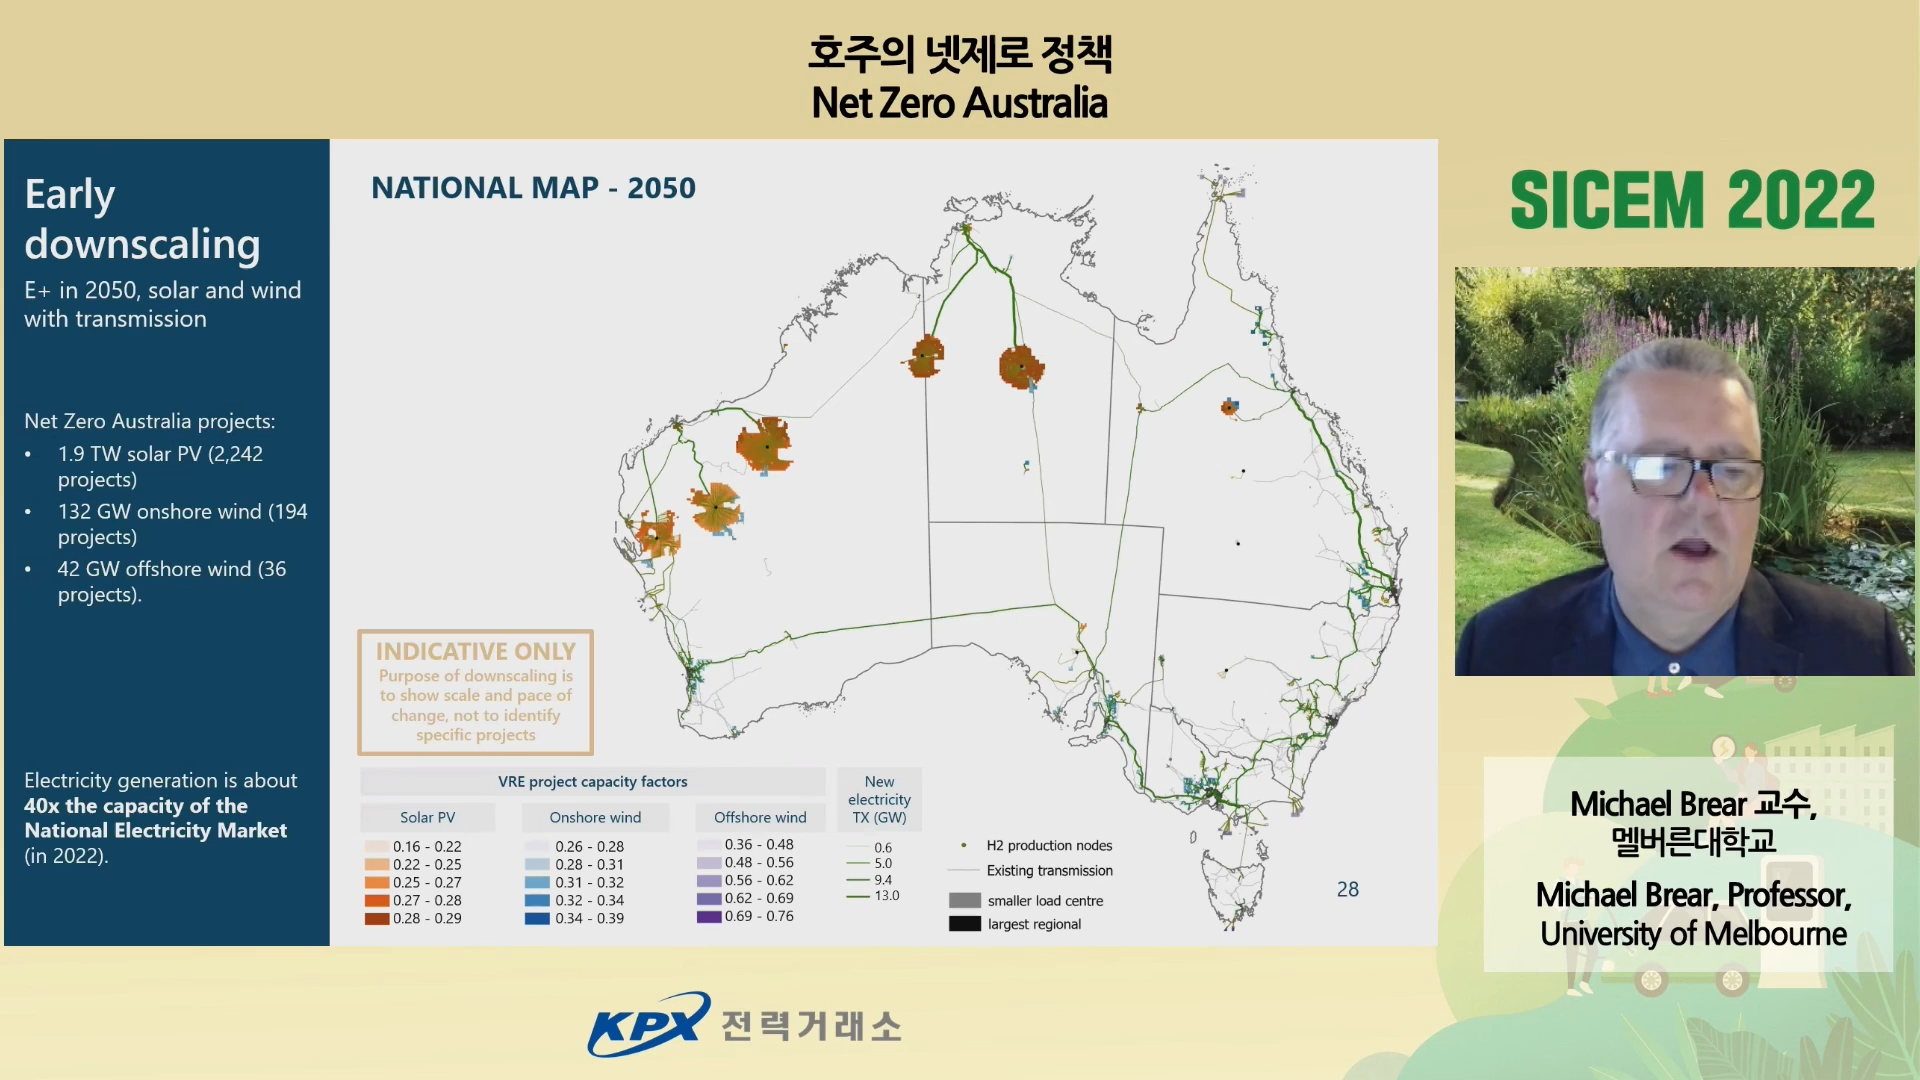 호주의 넷제로 정책
Net Zero Australia
Early
downscaling
E+ in 2050, solar and wind
with transmission
Net Zero Australia projects:
• 1.9 TW solar PV (2,242
projects)
• 132 GW onshore wind (194
projects)
• 42 GW offshore wind (36
projects).
Electricity generation is about
40x the capacity of the
National Electricity Market
(in 2022).
NATIONAL MAP - 2050
INDICATIVE ONLY
Purpose of downscaling is
to show scale and pace of
change, not to identify
specific projects
VRE project capacity factors
Solar PV
0.16 - 0.22
0.22 - 0.25
0.25 - 0.27
0.27 - 0.28
0.28 - 0.29
Onshore wind
0.26 - 0.28
0.28 - 0.31
0.31 - 0.32
0.32 - 0.34
0.34 - 0.39
Offshore wind
0.36 - 0.48
0.48 - 0.56
0.56 - 0.62
0.62 - 0.69
0.69 - 0.76
New
electricity
TX (GW)
0.6
5.0
9.4
13.0
H2 production nodes
Existing transmission
smaller load centre
largest regional
28
SICEM 2022
Michael Brear 교수,
멜버른대학교
Michael Brear, Professor,
University of Melbourne
KPX 전력거래소